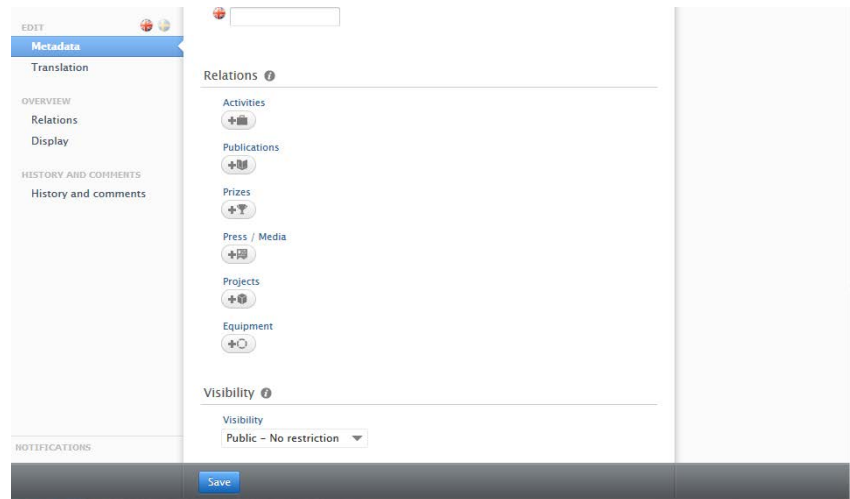 EDIT
Metadata
Translation
OVERVIEW
Relations
Display
HISTORY AND COMMENTS
History and comments
NOTIFICATIONS
Relations
Activities
Publications
Prizes
Press / Media
Projects
Equipment
Visibility
Visibility
Public - No restriction
Save